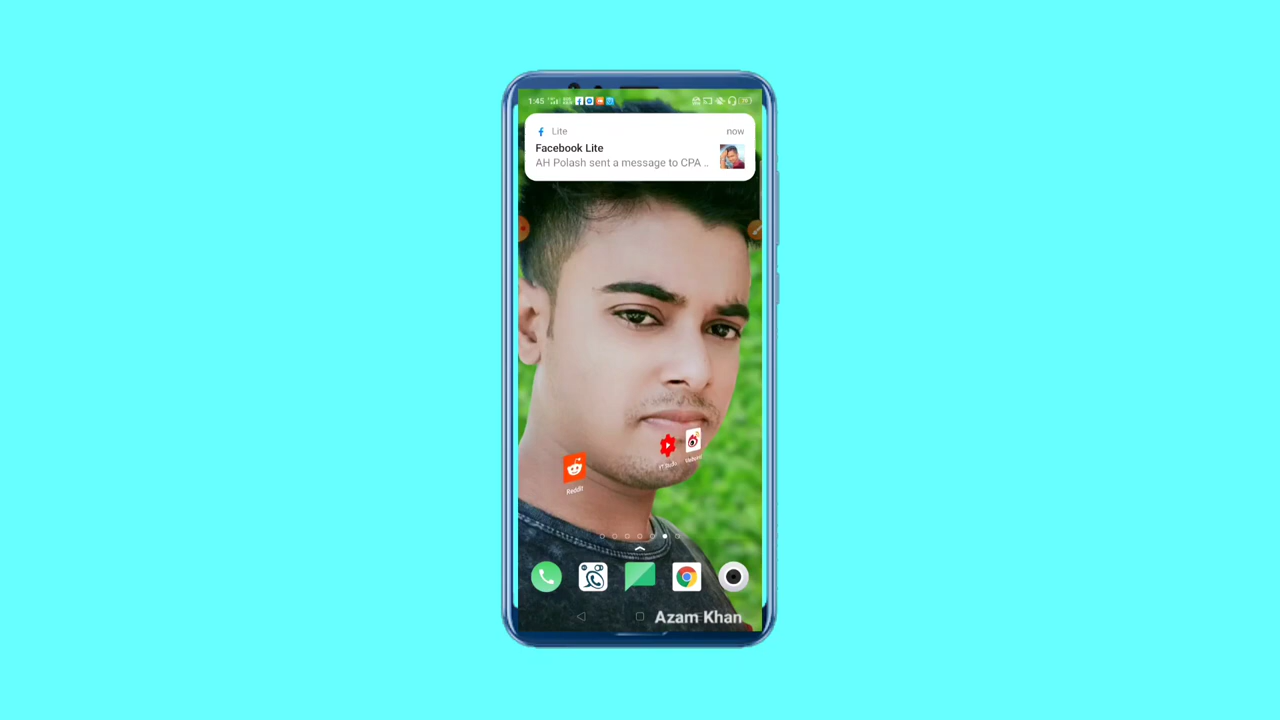 1:45
Lite
now
Facebook Lite
AH Polash sent a message to CPA ..
Reddit
Azam Khan